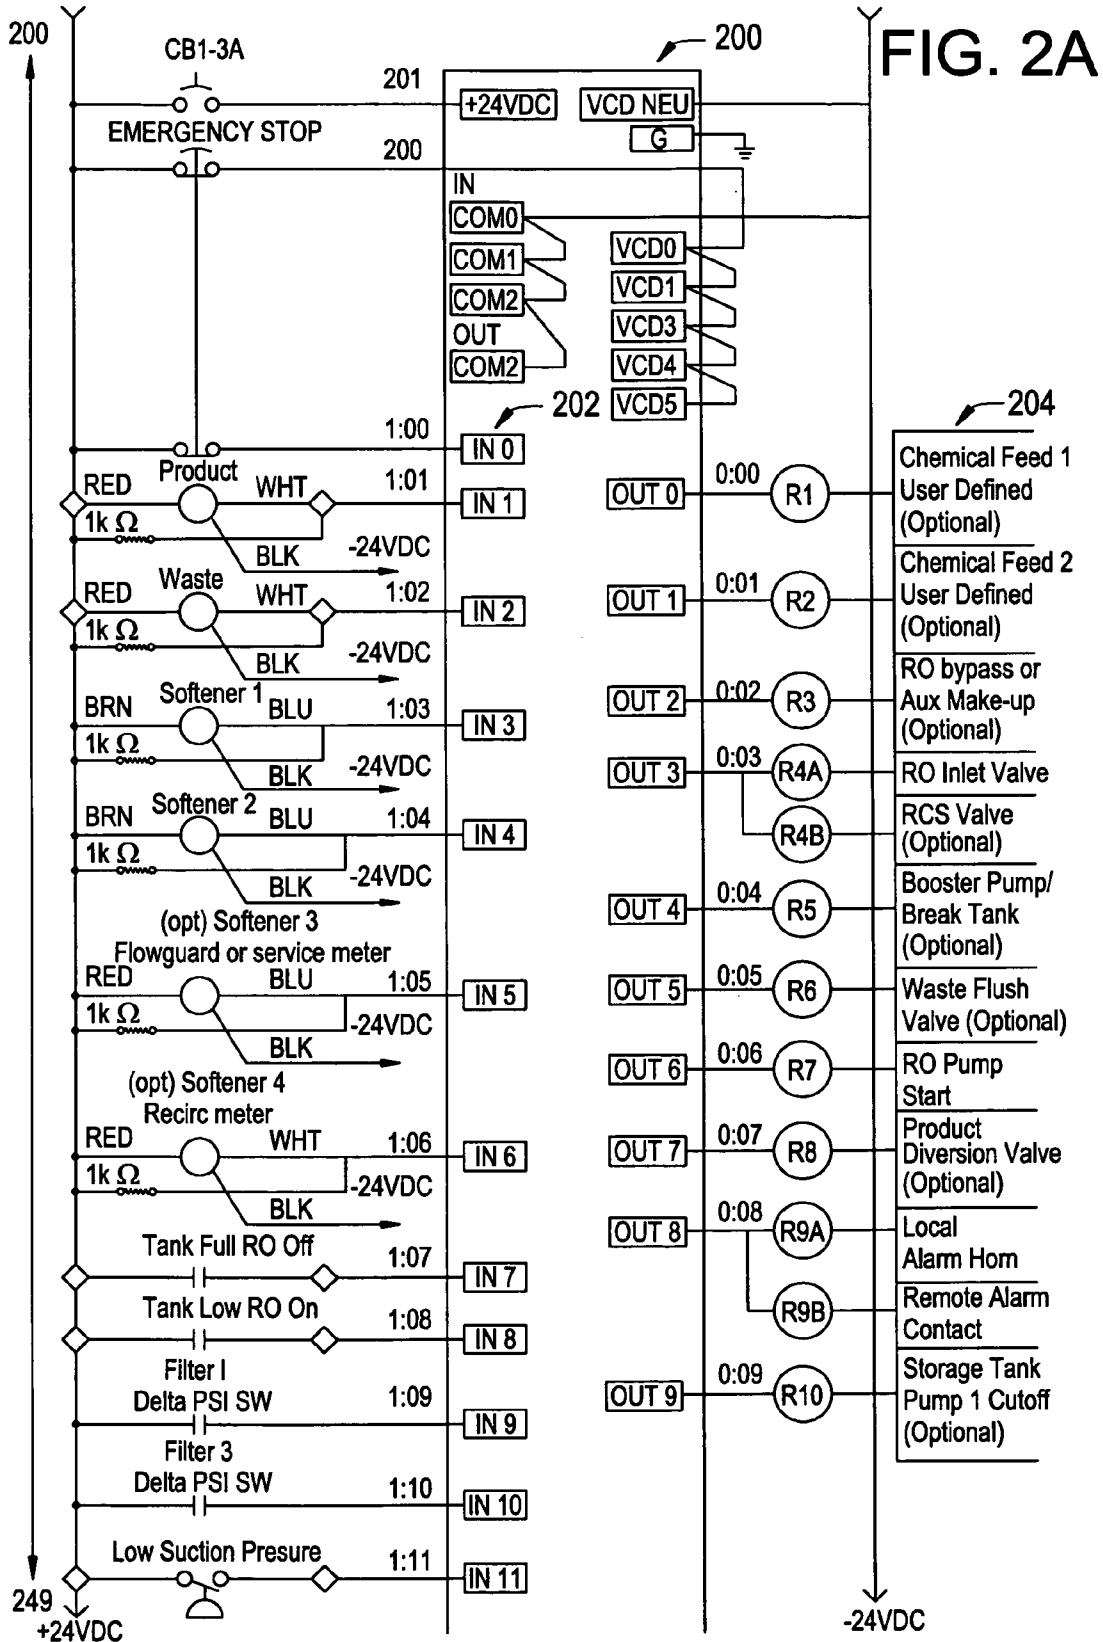 FIG. 2A
200
200
CB1-3A
201
+24VDC
VCD NEU
EMERGENCY STOP
G
200
IN
COM0
COM1
COM2
OUT
COM2
VCD0
VCD1
VCD3
VCD4
VCD5
202
204
1:00
IN 0
Product
RED
WHT
1:01
IN 1
1k Ω
BLK
-24VDC
Waste
RED
WHT
1:02
IN 2
1k Ω
BLK
-24VDC
Softener 1
BRN
BLU
1:03
IN 3
1k Ω
BLK
-24VDC
Softener 2
BRN
BLU
1:04
IN 4
1k Ω
BLK
-24VDC
(opt) Softener 3
Flowguard or service meter
RED
BLU
1:05
IN 5
1k Ω
BLK
-24VDC
(opt) Softener 4
Recirc meter
RED
WHT
1:06
IN 6
1k Ω
BLK
-24VDC
Tank Full RO Off
1:07
IN 7
Tank Low RO On
1:08
IN 8
Filter I
Delta PSI SW
1:09
IN 9
Filter 3
Delta PSI SW
1:10
IN 10
Low Suction Presure
1:11
IN 11
249
+24VDC
OUT 0
0:00
R1
Chemical Feed 1
User Defined
(Optional)
OUT 1
0:01
R2
Chemical Feed 2
User Defined
(Optional)
OUT 2
0:02
R3
RO bypass or
Aux Make-up
(Optional)
OUT 3
0:03
R4A
RO Inlet Valve
R4B
RCS Valve
(Optional)
OUT 4
0:04
R5
Booster Pump/
Break Tank
(Optional)
OUT 5
0:05
R6
Waste Flush
Valve (Optional)
OUT 6
0:06
R7
RO Pump
Start
OUT 7
0:07
R8
Product
Diversion Valve
(Optional)
OUT 8
0:08
R9A
Local
Alarm Horn
R9B
Remote Alarm
Contact
OUT 9
0:09
R10
Storage Tank
Pump 1 Cutoff
(Optional)
-24VDC